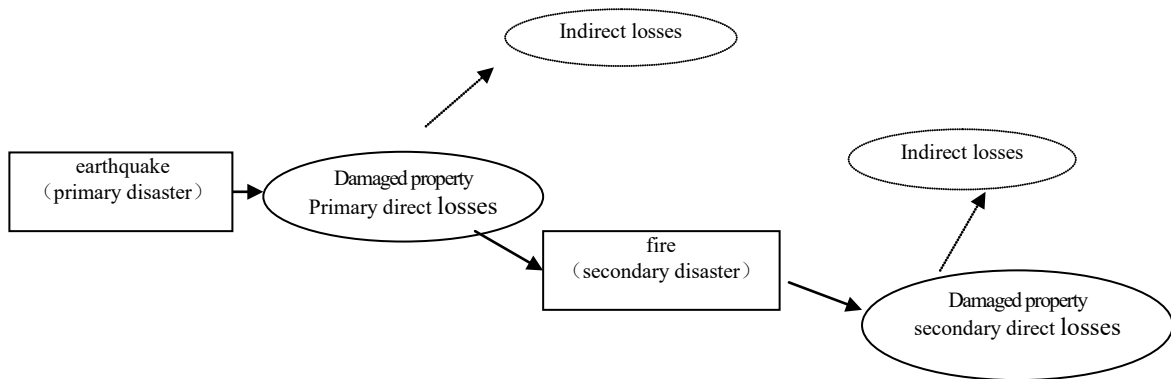 Indirect losses
earthquake
（primary disaster）
Damaged property
Primary direct losses
Indirect losses
fire
（secondary disaster）
Damaged property
secondary direct losses